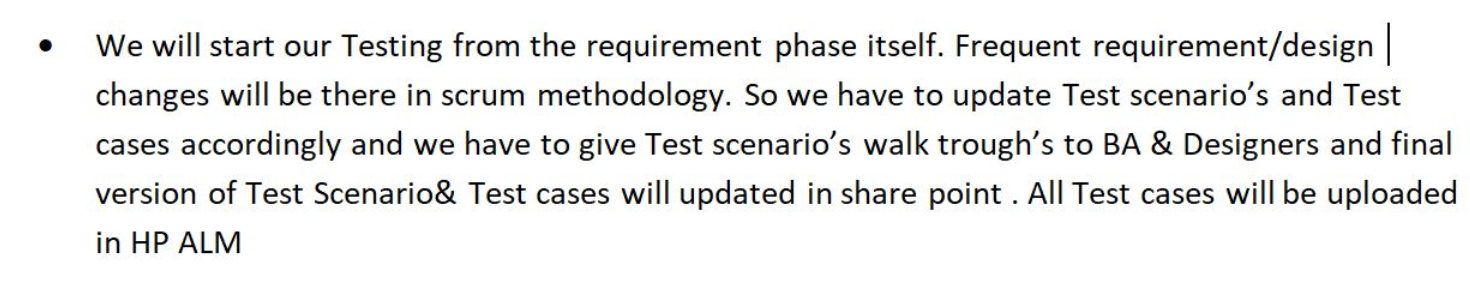 • We will start our Testing from the requirement phase itself. Frequent requirement/design
changes will be there in scrum methodology. So we have to update Test scenario’s and Test
cases accordingly and we have to give Test scenario’s walk trough’s to BA & Designers and final
version of Test Scenario& Test cases will updated in share point . All Test cases will be uploaded
in HP ALM